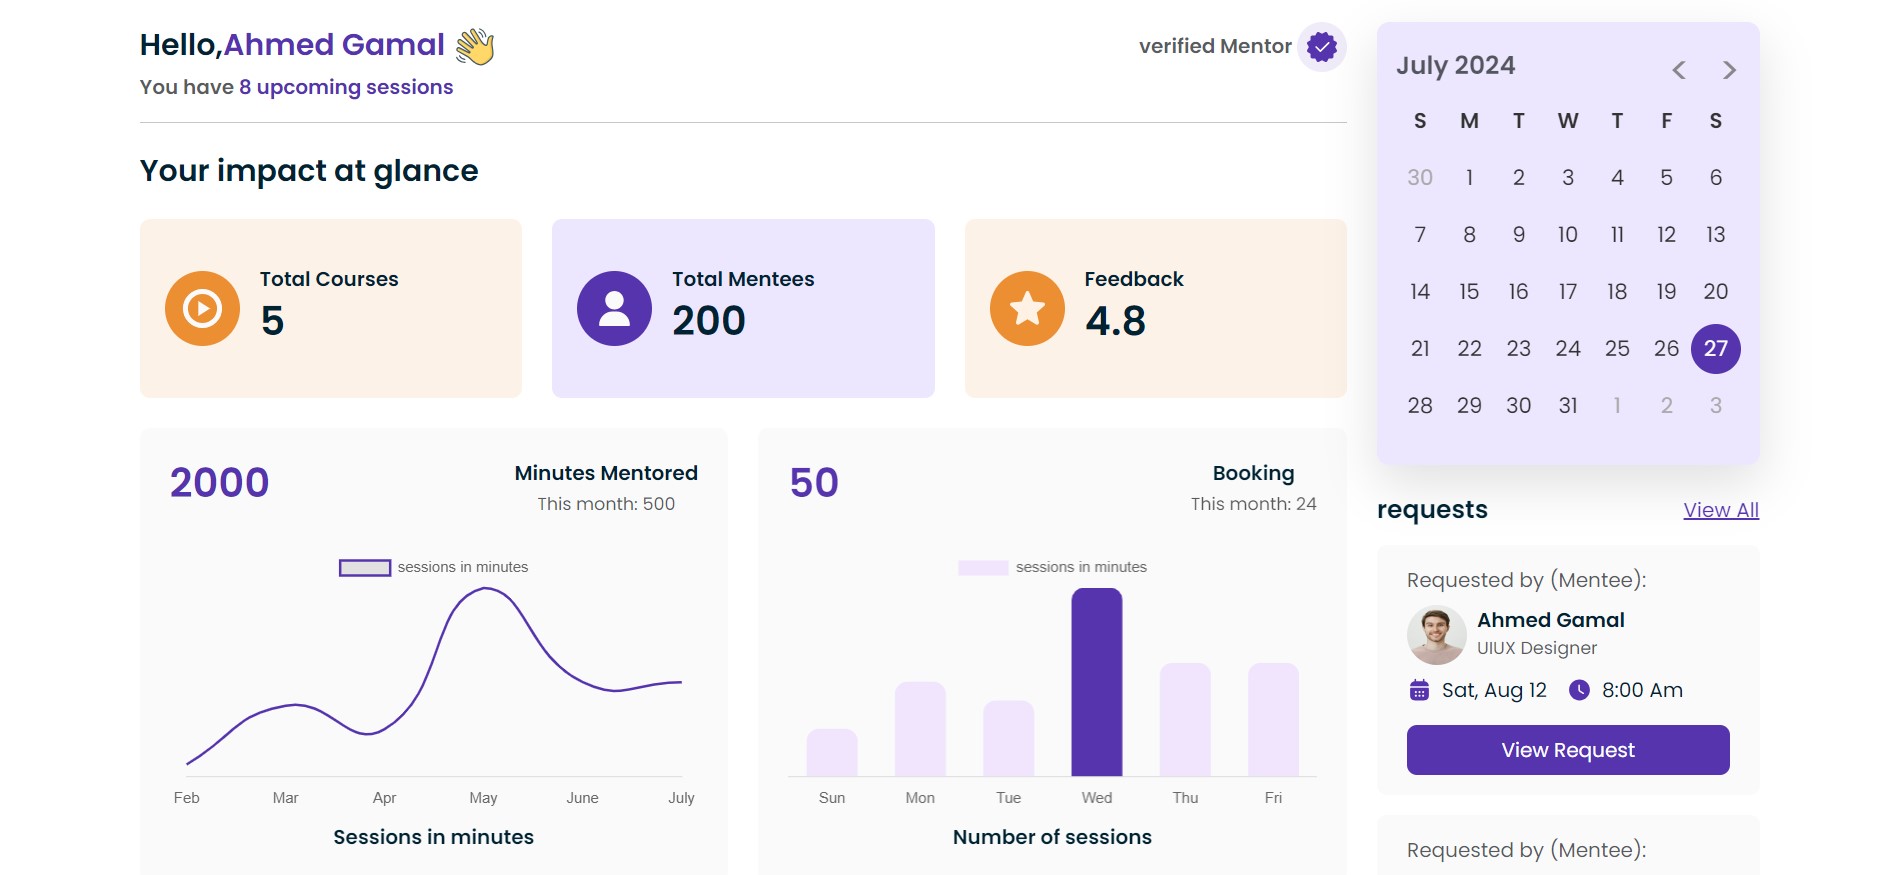 Hello,Ahmed Gamal
You have 8 upcoming sessions
verified Mentor
Your impact at glance
Total Courses
5
Total Mentees
200
Feedback
4.8
2000
Minutes Mentored
This month: 500
sessions in minutes
Feb Mar Apr May June July
Sessions in minutes
50
Booking
This month: 24
sessions in minutes
Sun Mon Tue Wed Thu Fri
Number of sessions
July 2024
S M T W T F S
30 1 2 3 4 5 6
7 8 9 10 11 12 13
14 15 16 17 18 19 20
21 22 23 24 25 26 27
28 29 30 31 1 2 3
requests
View All
Requested by (Mentee):
Ahmed Gamal
UIUX Designer
Sat, Aug 12 8:00 Am
View Request
Requested by (Mentee):